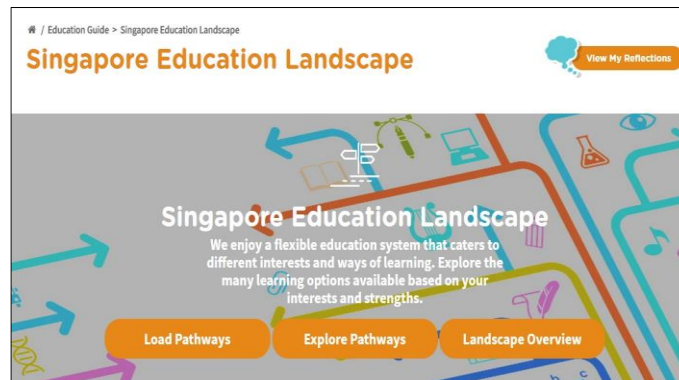 / Education Guide > Singapore Education Landscape
Singapore Education Landscape
View My Reflections
Singapore Education Landscape
We enjoy a flexible education system that caters to
different interests and ways of learning. Explore the
many learning options available based on your
interests and strengths.
Load Pathways
Explore Pathways
Landscape Overview
a
b
c